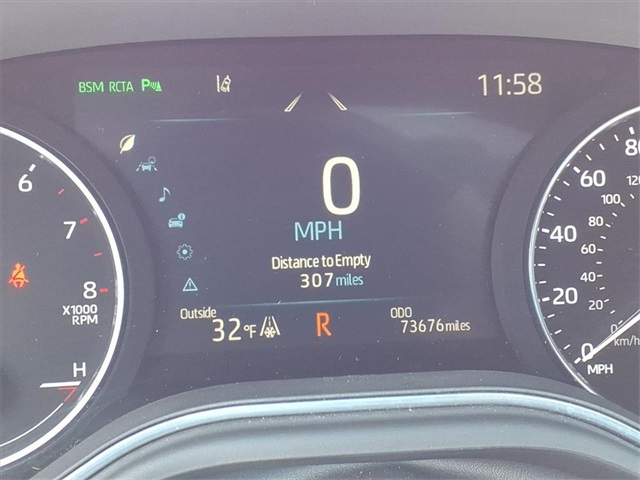 BSM RCTA P
11:58
0
MPH
Distance to Empty
307 miles
Outside
32°F
R
ODO
73676 miles
6
7
8
X1000
RPM
H
80
60
40
20
0
MPH
120
100
80
60
40
20
0
km/h